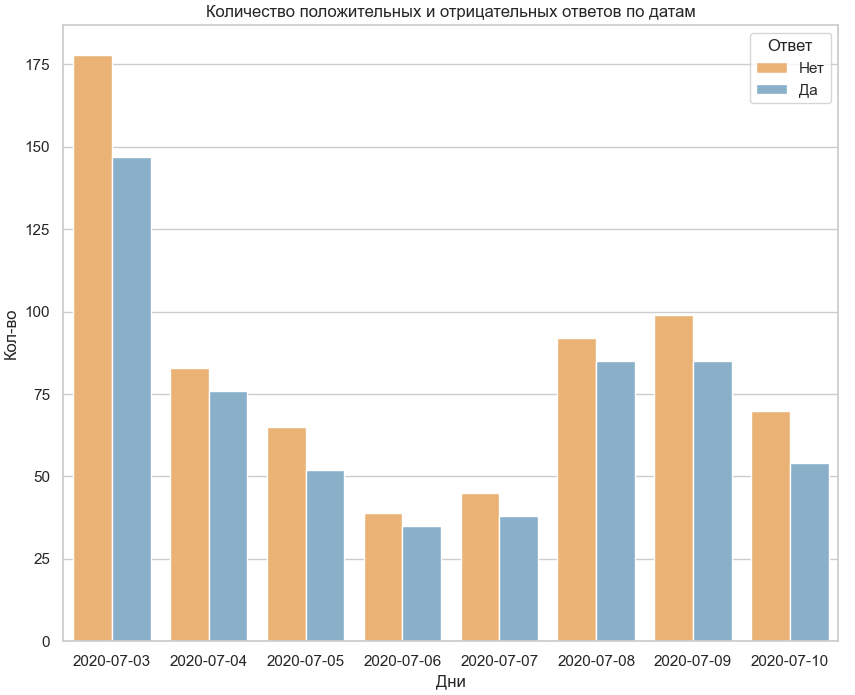 Количество положительных и отрицательных ответов по датам
Ответ
Нет
Да
175
150
125
100
75
50
25
0
Кол-во
2020-07-03 2020-07-04 2020-07-05 2020-07-06 2020-07-07 2020-07-08 2020-07-09 2020-07-10
Дни